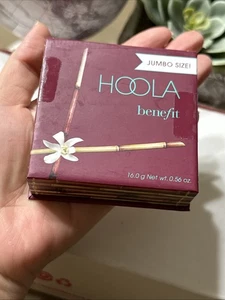 JUMBO SIZE!
HOOLA
benefit
16.0 g Net wt. 0.56 oz.